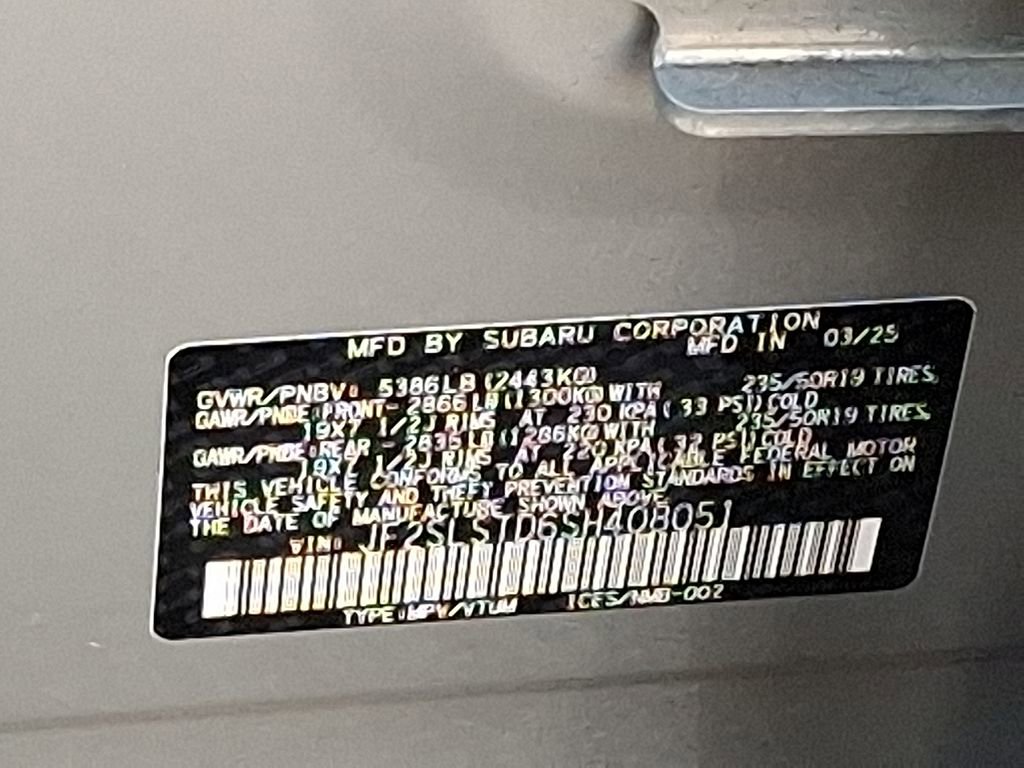 MFD BY SUBARU CORPORATION
MFD IN 03/25
GVWR/PNBV: 5386LB (2443KG)
GAWR/PNBE: FRONT- 2866LB (1300KG) WITH 235/50R19 TIRES,
19X7 1/2J RIMS AT 230 KPA ( 33 PSI) COLD
GAWR/PNBE: REAR - 2835LB (1286KG) WITH 235/50R19 TIRES
19X7 1/2J RIMS AT 220 KPA ( 32 PSI) COLD
THIS VEHICLE CONFORMS TO ALL APPLICABLE FEDERAL MOTOR
VEHICLE SAFETY AND THEFT PREVENTION STANDARDS IN EFFECT ON
THE DATE OF MANUFACTURE SHOWN ABOVE.
VIN: JF2SLSTD6SH408051
TYPE:MPV/VTUM ICES/NMB-002